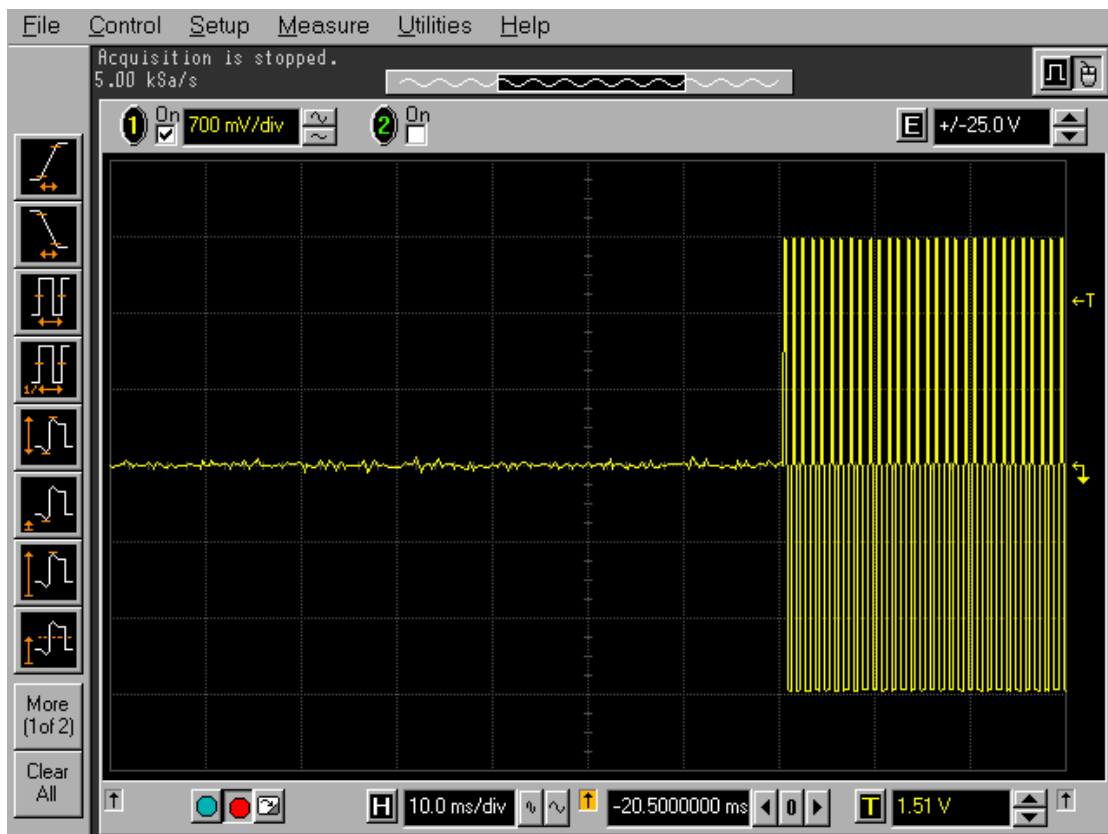 File Control Setup Measure Utilities Help
Acquisition is stopped.
5.00 kSa/s
1 On 700 mV/div 2 On E +/-25.0 V
T
1/
More
(1of 2)
Clear
All
H 10.0 ms/div -20.5000000 ms 0 T 1.51 V